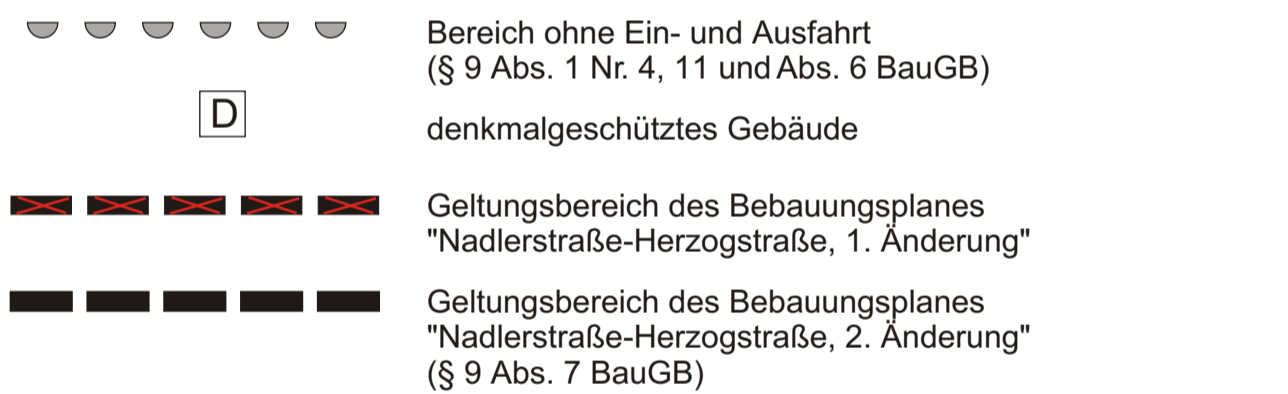 Bereich ohne Ein- und Ausfahrt
(§ 9 Abs. 1 Nr. 4, 11 und Abs. 6 BauGB)
D
denkmalgeschütztes Gebäude
Geltungsbereich des Bebauungsplanes
"Nadlerstraße-Herzogstraße, 1. Änderung"
Geltungsbereich des Bebauungsplanes
"Nadlerstraße-Herzogstraße, 2. Änderung"
(§ 9 Abs. 7 BauGB)